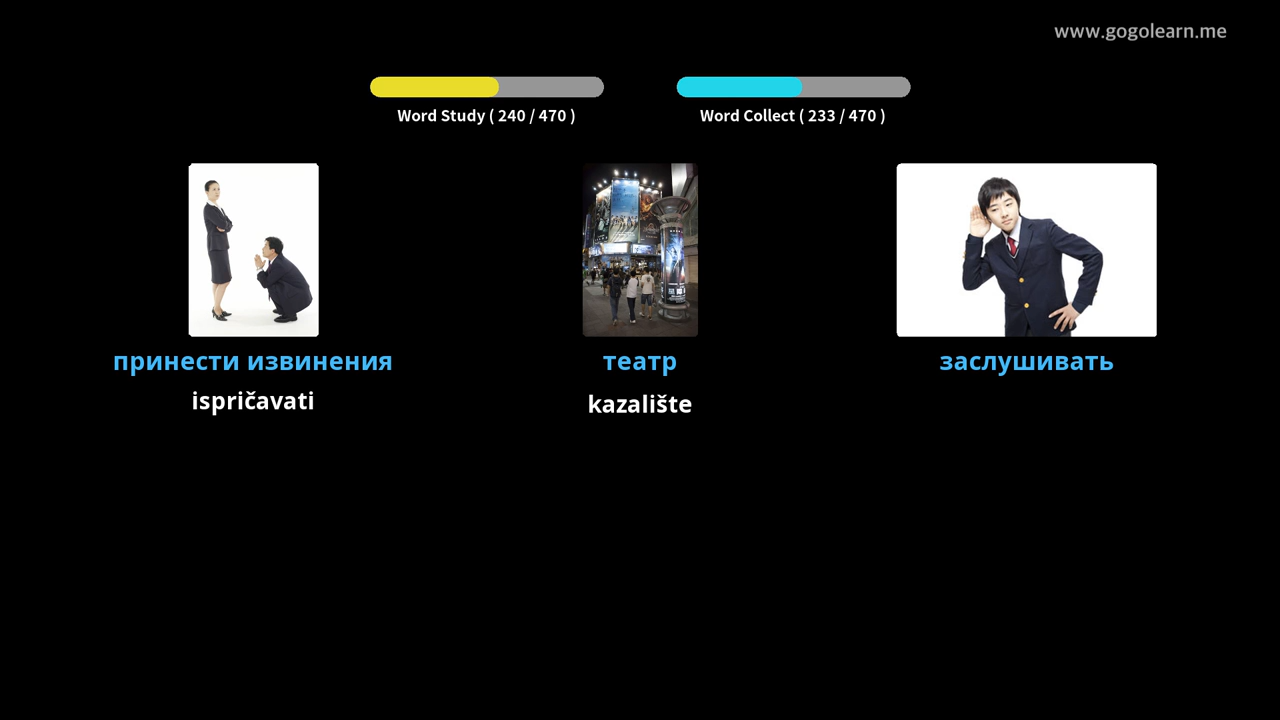 www.gogolearn.me
Word Study ( 240 / 470 )
Word Collect ( 233 / 470 )
принести извинения
театр
заслушивать
ispričavati
kazalište